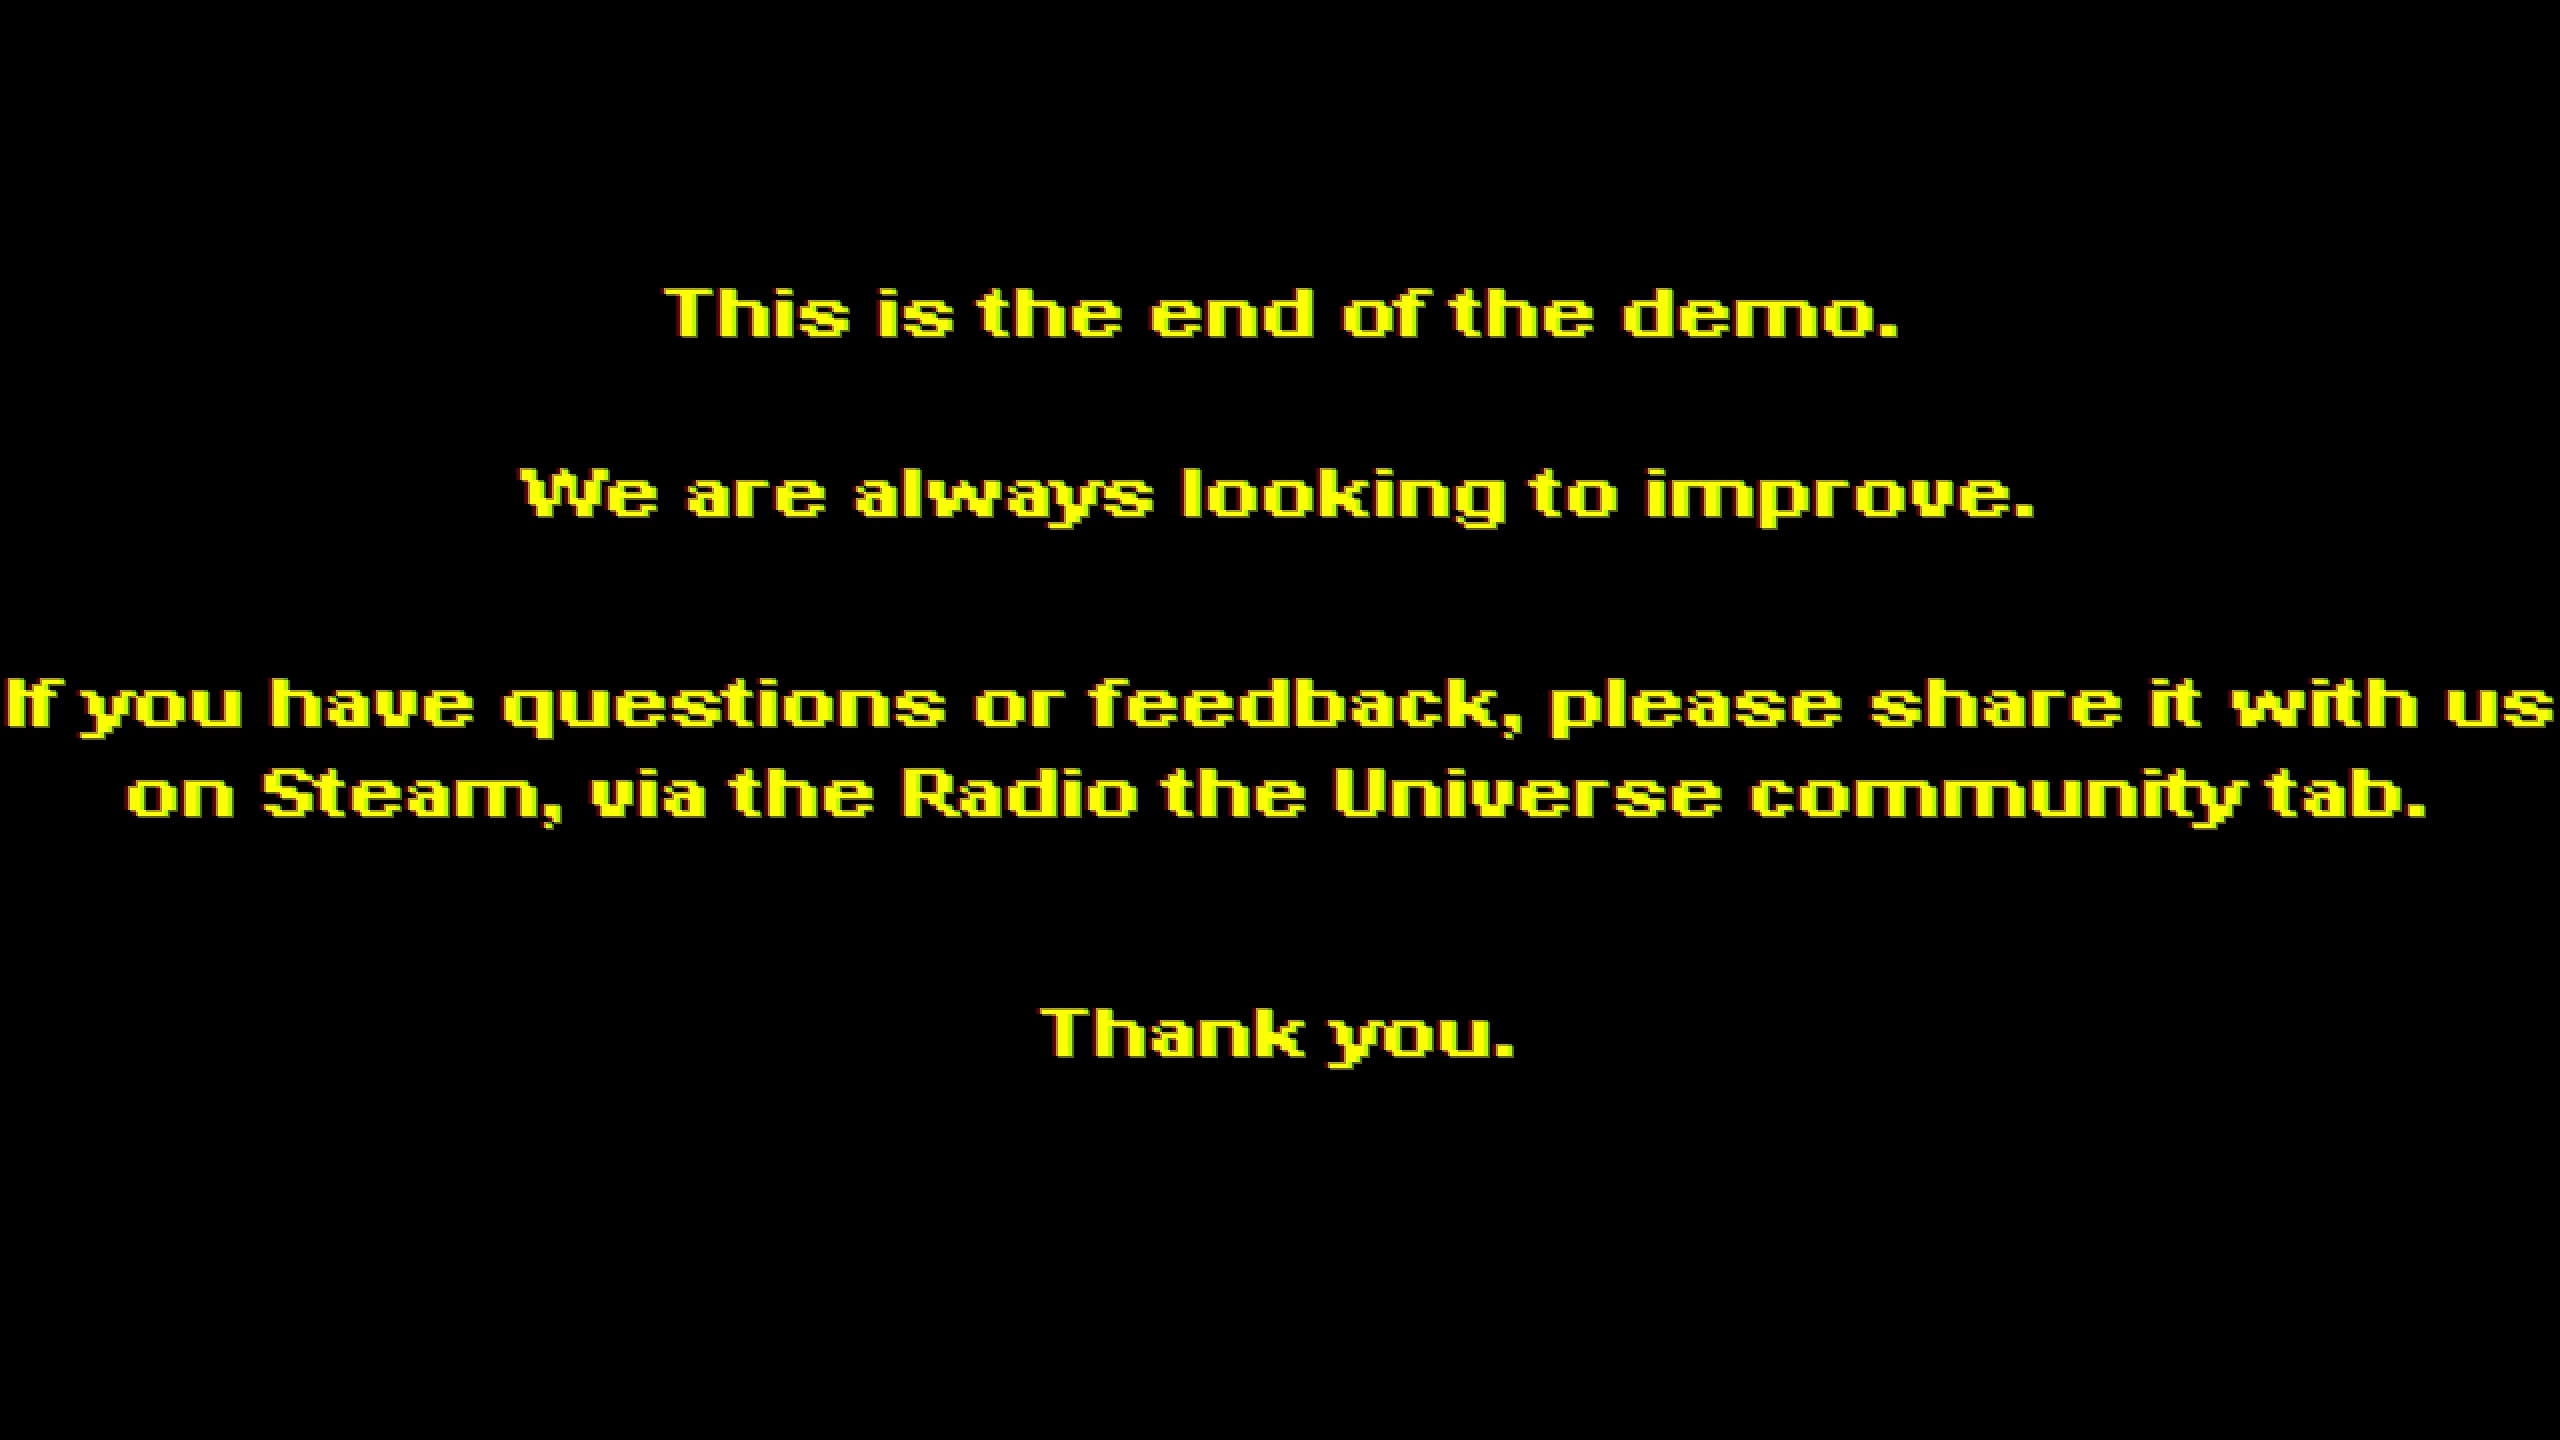 This is the end of the demo.
We are always looking to improve.
If you have questions or feedback, please share it with us
on Steam, via the Radio the Universe community tab.
Thank you.